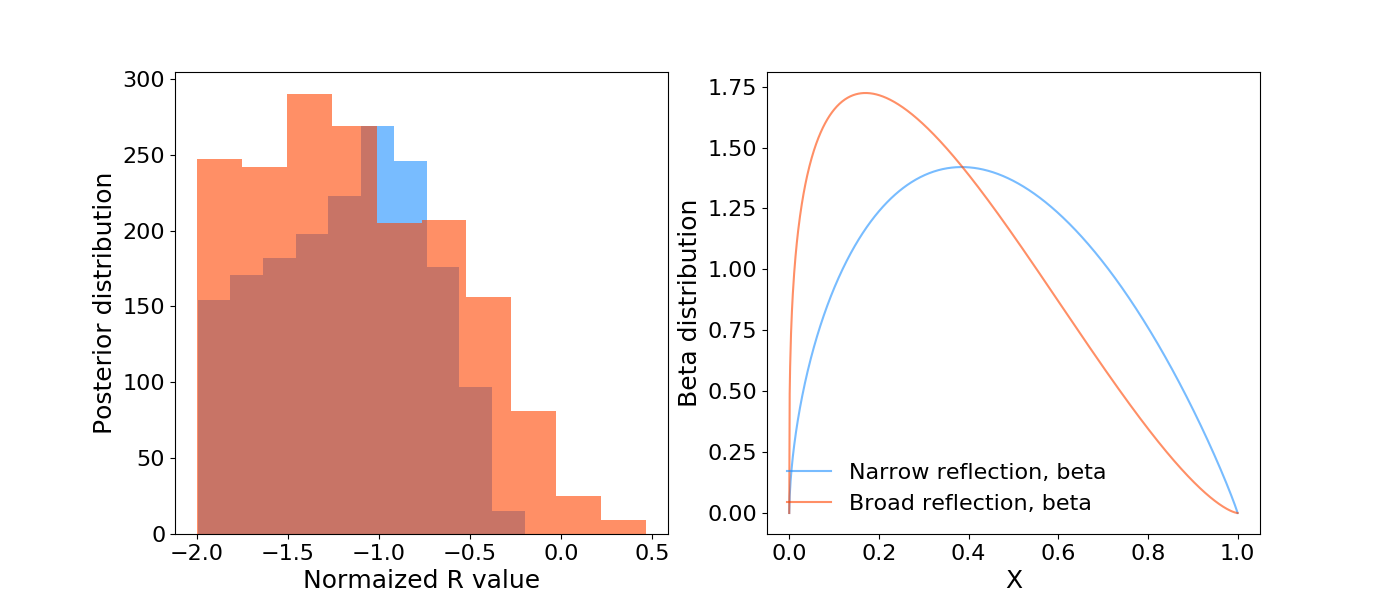 300
250
200
150
100
50
0
Posterior distribution
−2.0 −1.5 −1.0 −0.5 0.0 0.5
Normaized R value
1.75
1.50
1.25
1.00
0.75
0.50
0.25
0.00
Beta distribution
Narrow reflection, beta
Broad reflection, beta
0.0 0.2 0.4 0.6 0.8 1.0
X